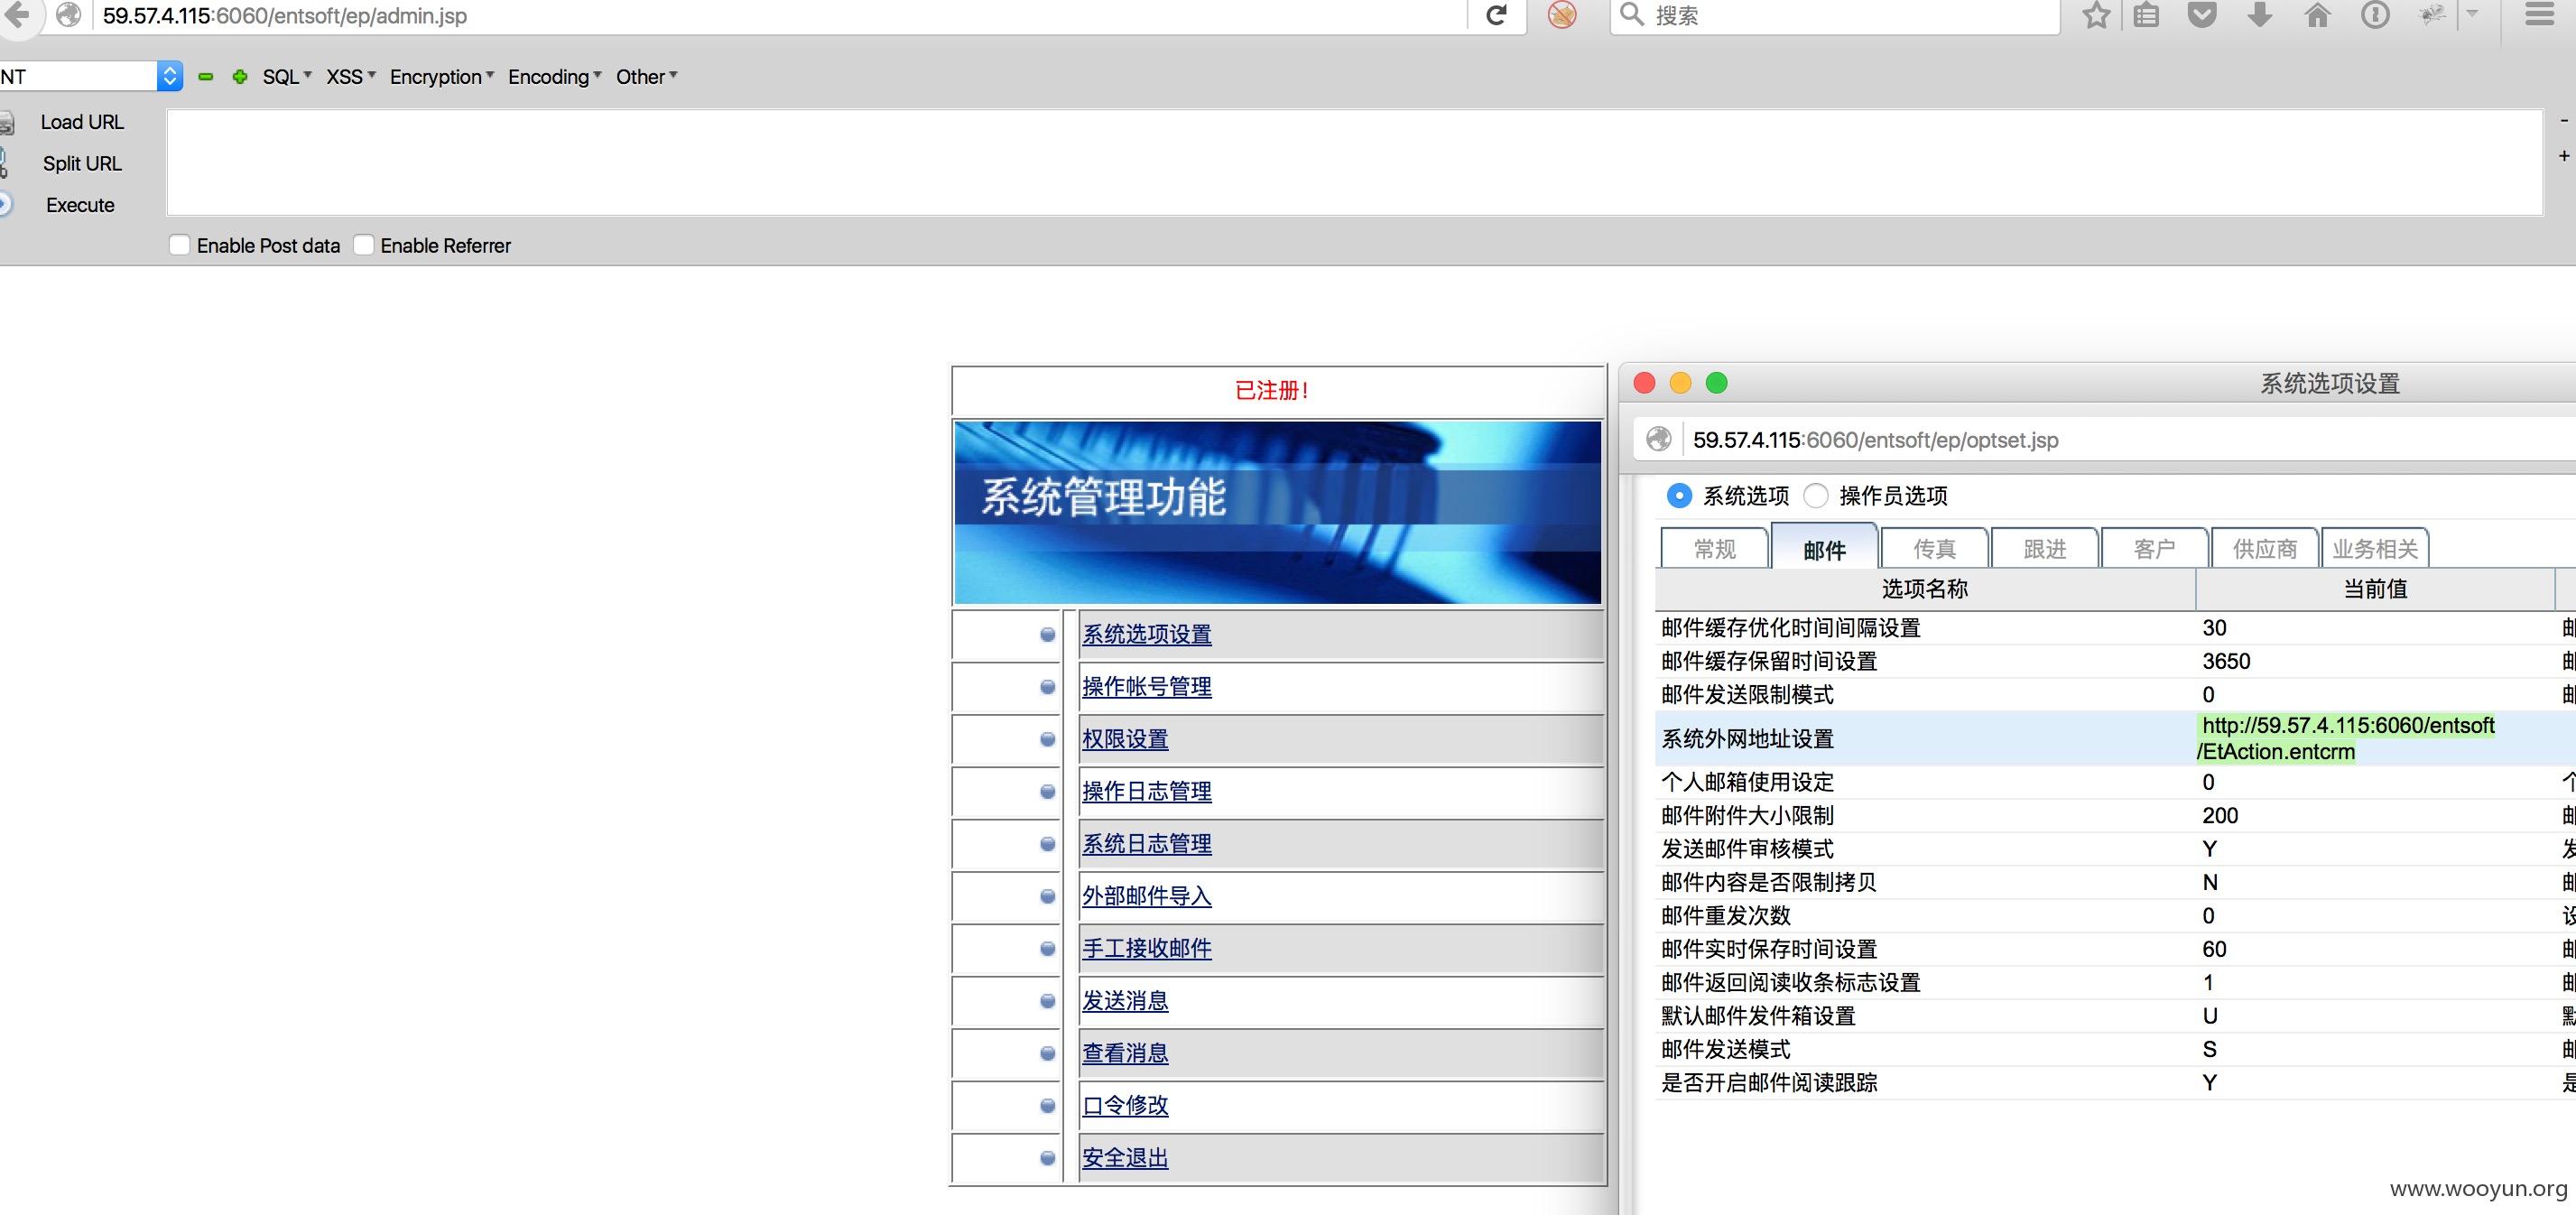 59.57.4.115:6060/entsoft/ep/admin.jsp
搜索
NT
SQL
XSS
Encryption
Encoding
Other
Load URL
Split URL
Execute
-
+
Enable Post data
Enable Referrer
已注册!
系统管理功能
系统选项设置
操作帐号管理
权限设置
操作日志管理
系统日志管理
外部邮件导入
手工接收邮件
发送消息
查看消息
口令修改
安全退出
系统选项设置
59.57.4.115:6060/entsoft/ep/optset.jsp
系统选项 操作员选项
常规 邮件 传真 跟进 客户 供应商 业务相关
选项名称 当前值
邮件缓存优化时间间隔设置 30
邮件缓存保留时间设置 3650
邮件发送限制模式 0
系统外网地址设置 http://59.57.4.115:6060/entsoft
/EtAction.entcrm
个人邮箱使用设定 0
邮件附件大小限制 200
发送邮件审核模式 Y
邮件内容是否限制拷贝 N
邮件重发次数 0
邮件实时保存时间设置 60
邮件返回阅读收条标志设置 1
默认邮件发件箱设置 U
邮件发送模式 S
是否开启邮件阅读跟踪 Y
www.wooyun.org